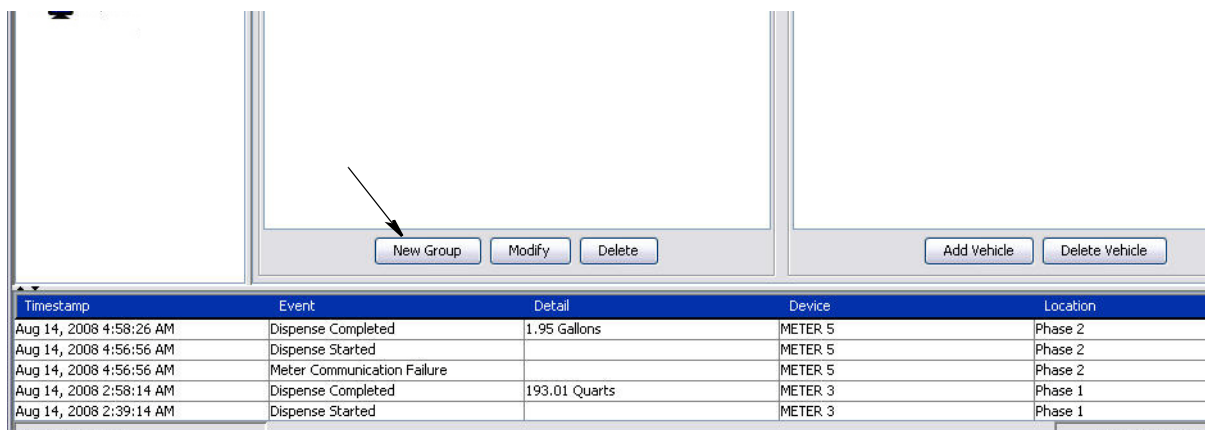 New Group Modify Delete Add Vehicle Delete Vehicle
Timestamp Event Detail Device Location
Aug 14, 2008 4:58:26 AM Dispense Completed 1.95 Gallons METER 5 Phase 2
Aug 14, 2008 4:56:56 AM Dispense Started METER 5 Phase 2
Aug 14, 2008 4:56:56 AM Meter Communication Failure METER 5 Phase 2
Aug 14, 2008 2:58:14 AM Dispense Completed 193.01 Quarts METER 3 Phase 1
Aug 14, 2008 2:39:14 AM Dispense Started METER 3 Phase 1